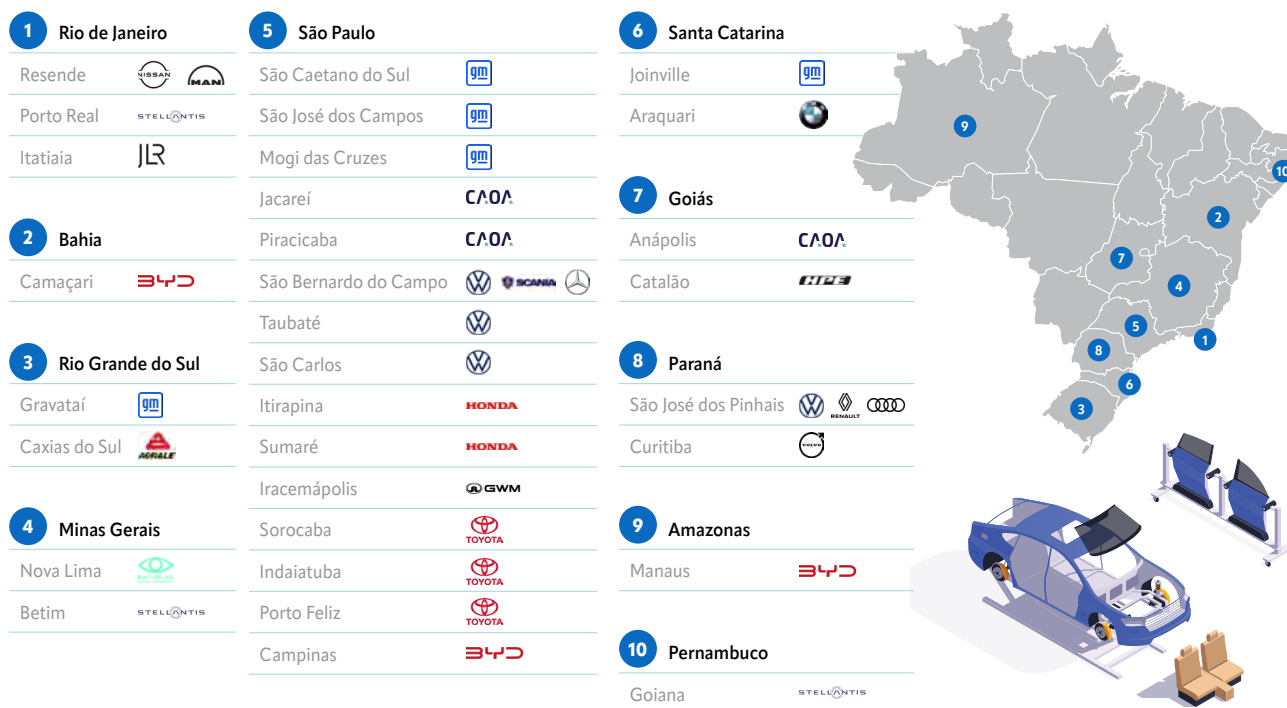 1 Rio de Janeiro
Resende NISSAN MAN
Porto Real STELLANTIS
Itatiaia JLR
2 Bahia
Camaçari BYD
3 Rio Grande do Sul
Gravataí gm
Caxias do Sul AGRALE
4 Minas Gerais
Nova Lima
Betim STELLANTIS
5 São Paulo
São Caetano do Sul gm
São José dos Campos gm
Mogi das Cruzes gm
Jacareí CAOA
Piracicaba CAOA
São Bernardo do Campo VW SCANIA
Taubaté VW
São Carlos VW
Itirapina HONDA
Sumaré HONDA
Iracemápolis GWM
Sorocaba TOYOTA
Indaiatuba TOYOTA
Porto Feliz TOYOTA
Campinas BYD
6 Santa Catarina
Joinville gm
Araquari
7 Goiás
Anápolis CAOA
Catalão HPE
8 Paraná
São José dos Pinhais VW RENAULT
Curitiba VOLVO
9 Amazonas
Manaus BYD
10 Pernambuco
Goiana STELLANTIS
9
10
2
7
4
5
1
8
6
3